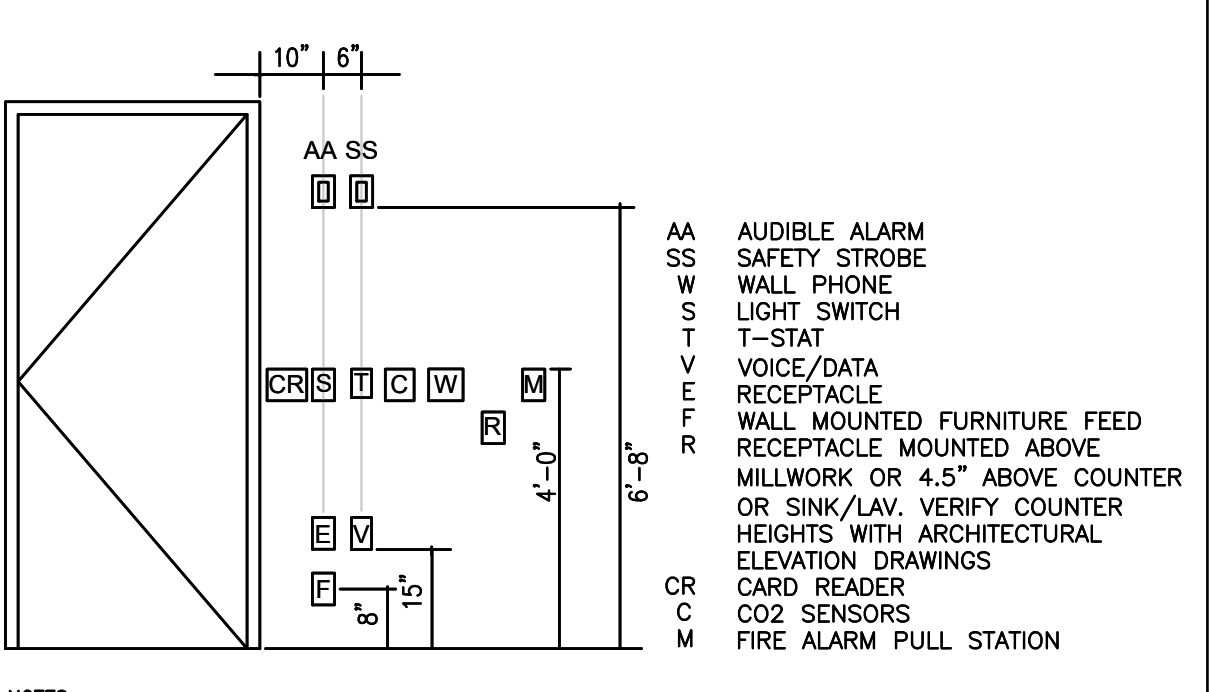 10" 6"
AA SS
CR S T C W M
R
4'-0"
6'-8"
E V
F
8"
15"
AA AUDIBLE ALARM
SS SAFETY STROBE
W WALL PHONE
S LIGHT SWITCH
T T-STAT
V VOICE/DATA
E RECEPTACLE
F WALL MOUNTED FURNITURE FEED
R RECEPTACLE MOUNTED ABOVE
MILLWORK OR 4.5" ABOVE COUNTER
OR SINK/LAV. VERIFY COUNTER
HEIGHTS WITH ARCHITECTURAL
ELEVATION DRAWINGS
CR CARD READER
C CO2 SENSORS
M FIRE ALARM PULL STATION